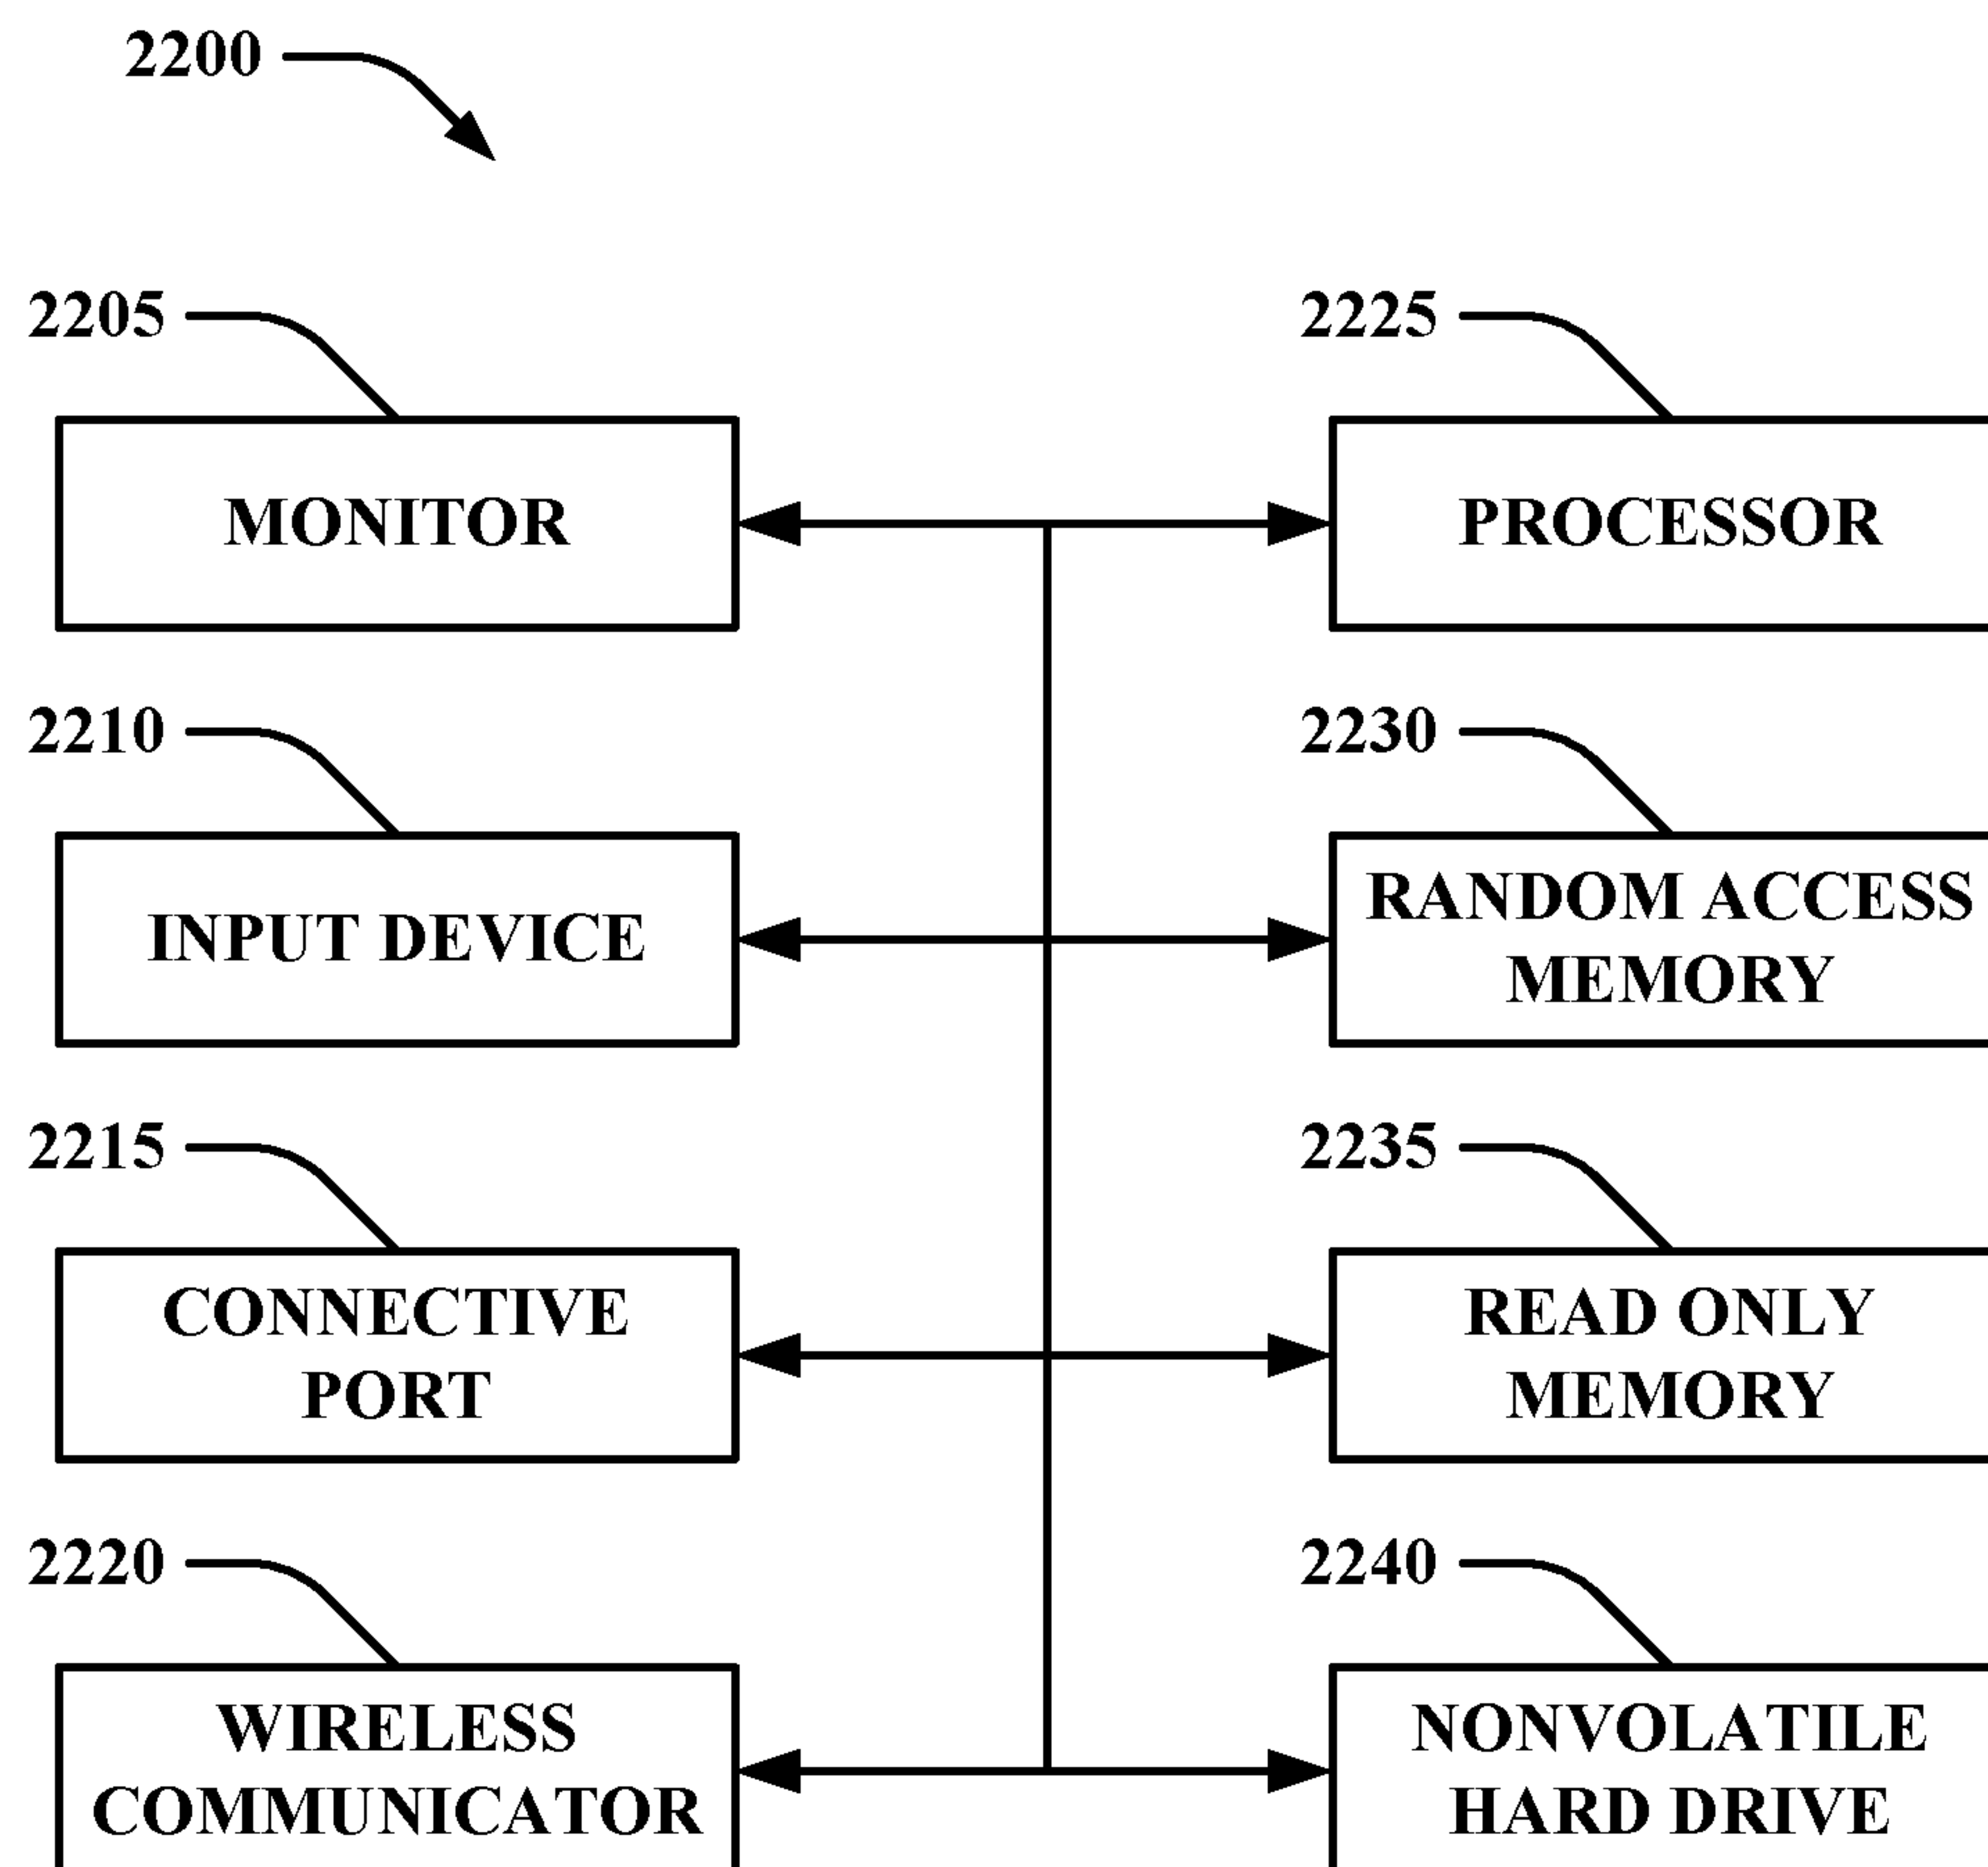 2200
2205
2225
MONITOR
PROCESSOR
2210
2230
INPUT DEVICE
RANDOM ACCESS
MEMORY
2215
2235
CONNECTIVE
PORT
READ ONLY
MEMORY
2220
2240
WIRELESS
COMMUNICATOR
NONVOLATILE
HARD DRIVE